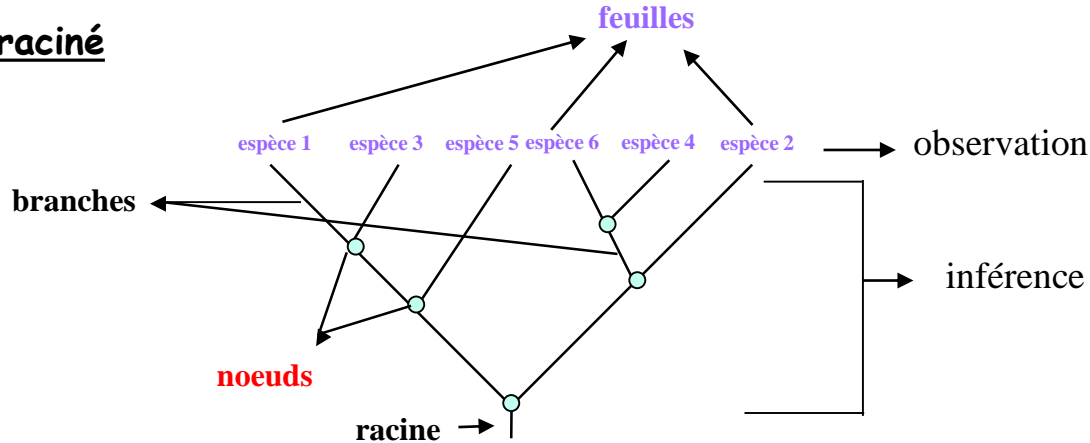 feuilles
raciné
espèce 1 espèce 3 espèce 5 espèce 6 espèce 4 espèce 2 observation
branches
inférence
noeuds
racine